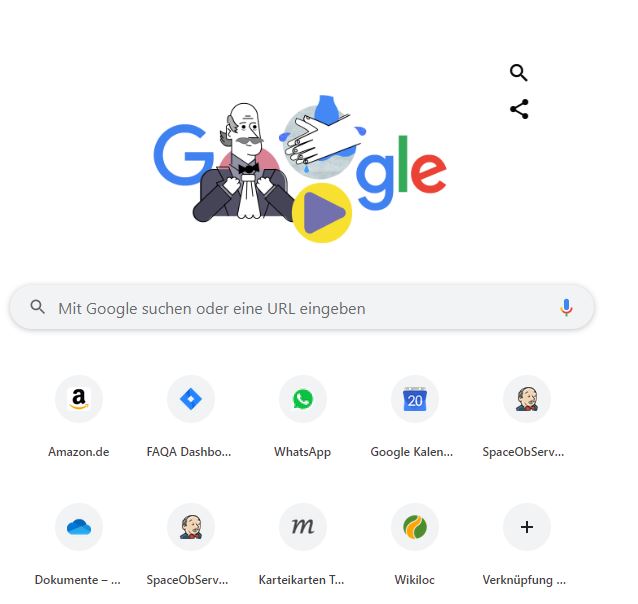 Google
Mit Google suchen oder eine URL eingeben
20
Amazon.de
FAQA Dashbo...
WhatsApp
Google Kalen...
SpaceObServ...
Dokumente – ...
SpaceObServ...
Karteikarten T...
Wikiloc
Verknüpfung ...